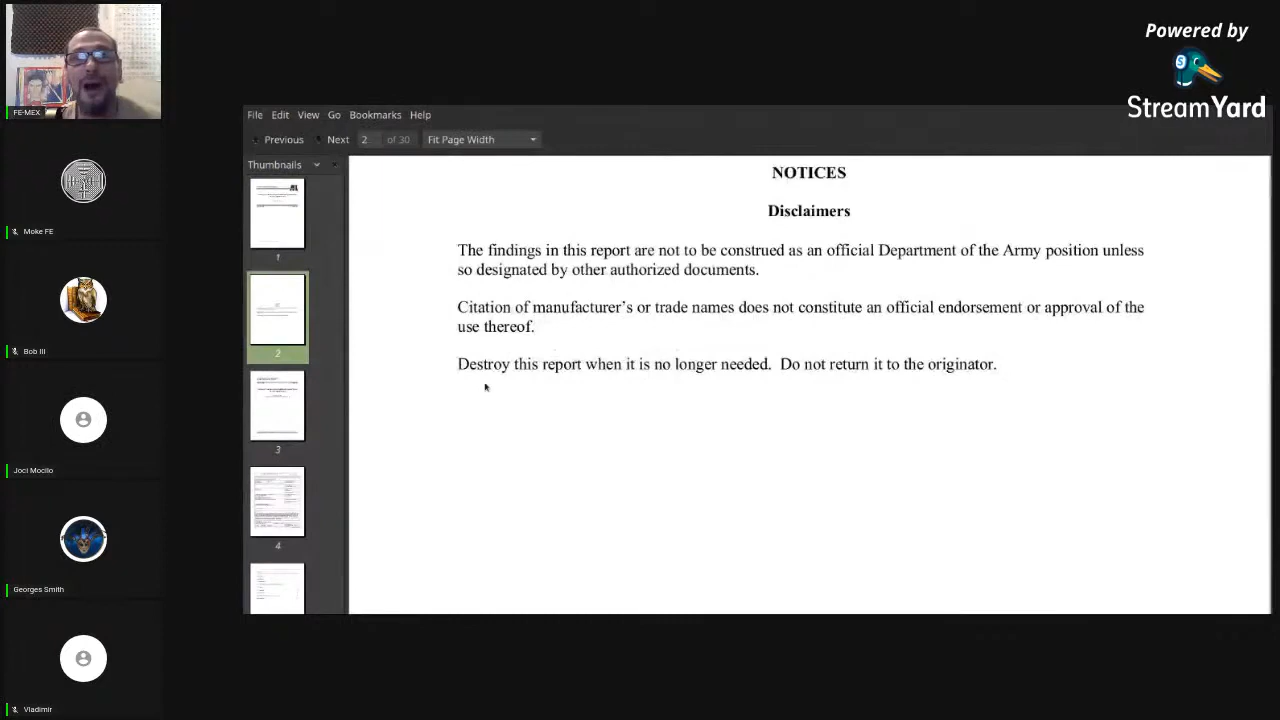 Powered by
StreamYard
FE-MEX
Moke FE
Bob III
Joci Mocilo
Georges Smith
Vladimir
File Edit View Go Bookmarks Help
Previous Next 2 of 30 Fit Page Width
Thumbnails
1
2
3
4
NOTICES
Disclaimers
The findings in this report are not to be construed as an official Department of the Army position unless
so designated by other authorized documents.
Citation of manufacturer's or trade names does not constitute an official endorsement or approval of the
use thereof.
Destroy this report when it is no longer needed. Do not return it to the originator.